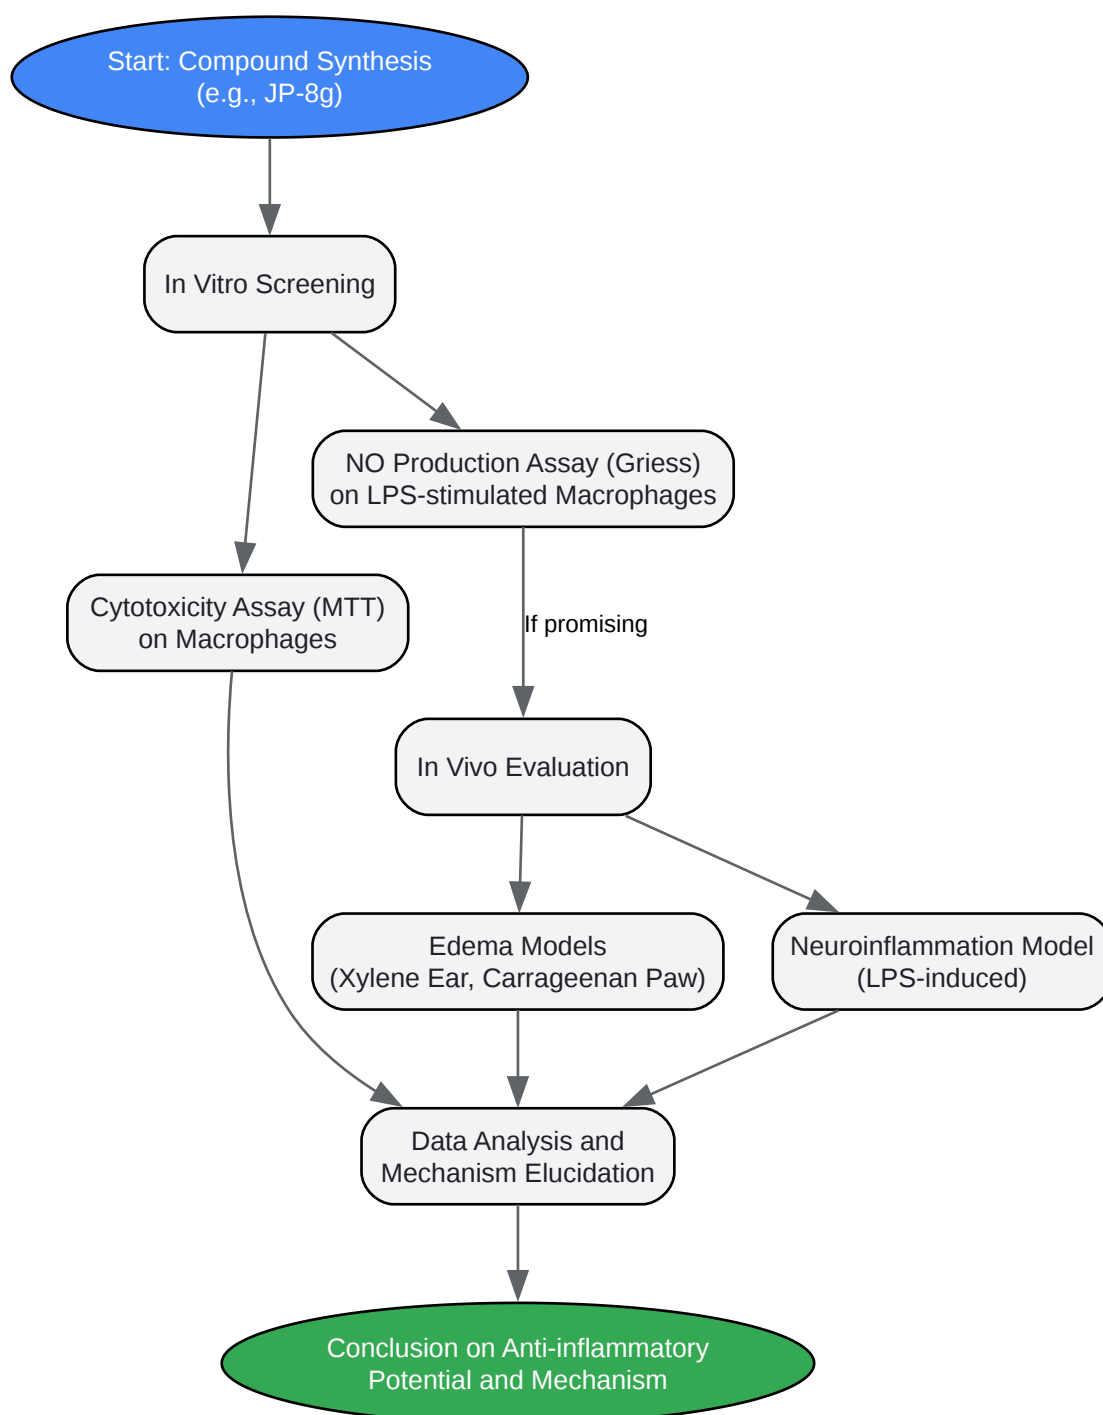 Start: Compound Synthesis
(e.g., JP-8g)
In Vitro Screening
NO Production Assay (Griess)
on LPS-stimulated Macrophages
Cytotoxicity Assay (MTT)
on Macrophages
If promising
In Vivo Evaluation
Edema Models
(Xylene Ear, Carrageenan Paw)
Neuroinflammation Model
(LPS-induced)
Data Analysis and
Mechanism Elucidation
Conclusion on Anti-inflammatory
Potential and Mechanism